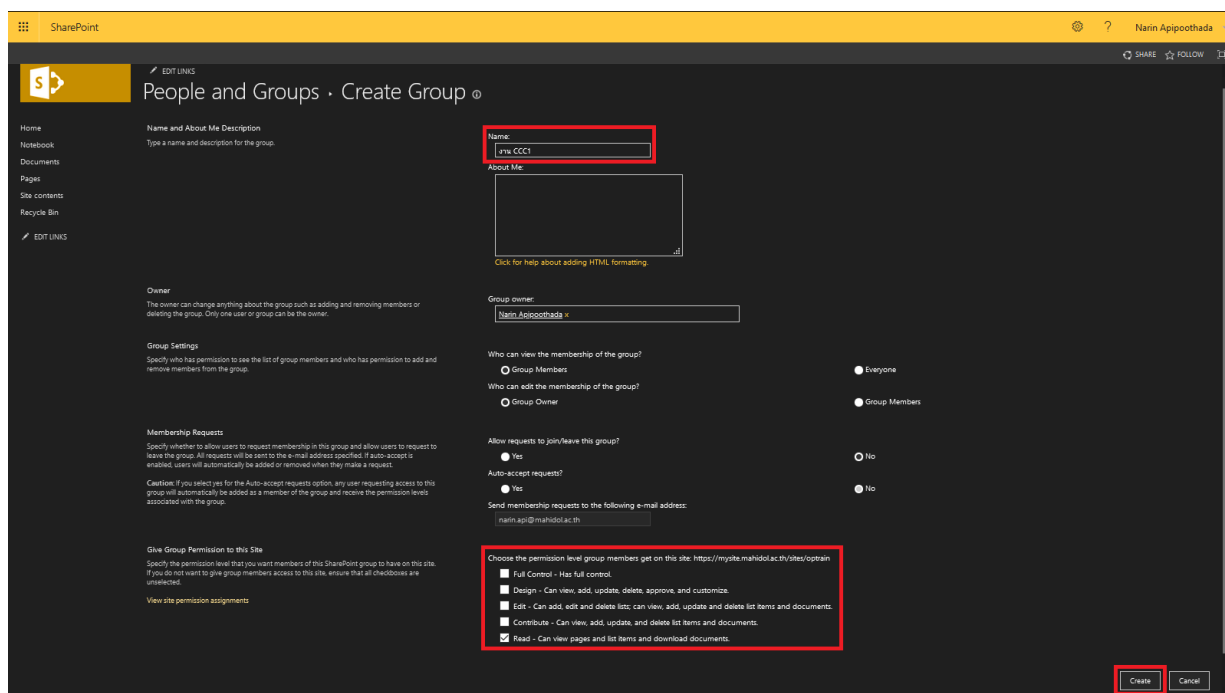 SharePoint
?
Narin Apipoothada
SHARE
FOLLOW
S
EDIT LINKS
People and Groups › Create Group
Home
Notebook
Documents
Pages
Site contents
Recycle Bin
EDIT LINKS
Name and About Me Description
Type a name and description for the group.
Name:
งาน CCC1
About Me:
Click for help about adding HTML formatting.
Owner
The owner can change anything about the group such as adding and removing members or
deleting the group. Only one user or group can be the owner.
Group owner:
Narin Apipoothada x
Group Settings
Specify who has permission to see the list of group members and who has permission to add and
remove members from the group.
Who can view the membership of the group?
Group Members
Everyone
Who can edit the membership of the group?
Group Owner
Group Members
Membership Requests
Specify whether to allow users to request membership in this group and allow users to request to
leave the group. All requests will be sent to the e-mail address specified. If auto-accept is
enabled, users will automatically be added or removed when they make a request.
Caution: If you select yes for the Auto-accept requests option, any user requesting access to this
group will automatically be added as a member of the group and receive the permission levels
associated with the group.
Allow requests to join/leave this group?
Yes
No
Auto-accept requests?
Yes
No
Send membership requests to the following e-mail address:
narin.api@mahidol.ac.th
Give Group Permission to this Site
Specify the permission level that you want members of this SharePoint group to have on this site.
If you do not want to give group members access to this site, ensure that all checkboxes are
unselected.
View site permission assignments
Choose the permission level group members get on this site: https://mysite.mahidol.ac.th/sites/optrain
Full Control - Has full control.
Design - Can view, add, update, delete, approve, and customize.
Edit - Can add, edit and delete lists; can view, add, update and delete list items and documents.
Contribute - Can view, add, update, and delete list items and documents.
Read - Can view pages and list items and download documents.
Create
Cancel